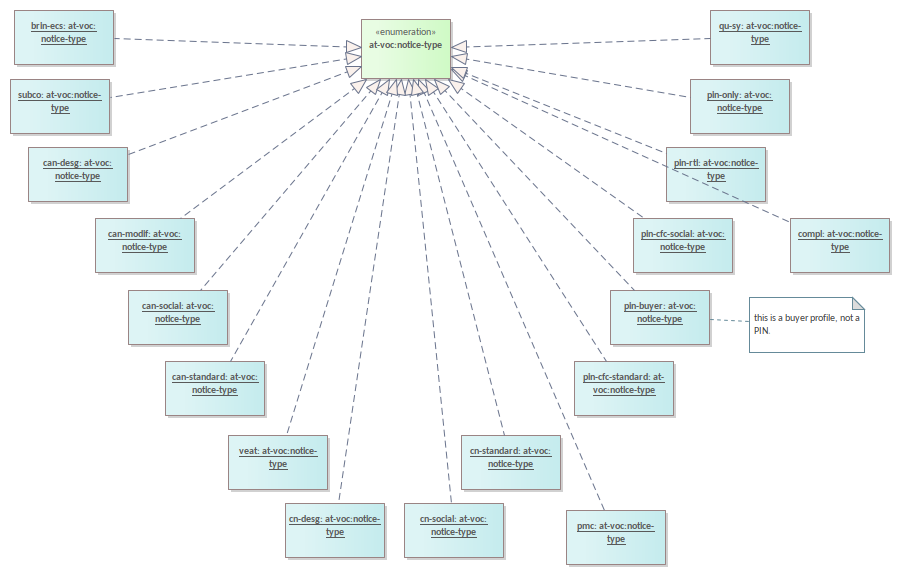 «enumeration»
at-voc:notice-type
brin-ecs: at-voc:
notice-type
qu-sy: at-voc:notice-
type
subco: at-voc:notice-
type
pin-only: at-voc:
notice-type
can-desg: at-voc:
notice-type
pin-rtl: at-voc:notice-
type
can-modif: at-voc:
notice-type
pin-cfc-social: at-voc:
notice-type
compl: at-voc:notice-
type
can-social: at-voc:
notice-type
pin-buyer: at-voc:
notice-type
this is a buyer profile, not a
PIN.
can-standard: at-voc:
notice-type
pin-cfc-standard: at-
voc:notice-type
veat: at-voc:notice-
type
cn-standard: at-voc:
notice-type
cn-desg: at-voc:notice-
type
cn-social: at-voc:
notice-type
pmc: at-voc:notice-
type